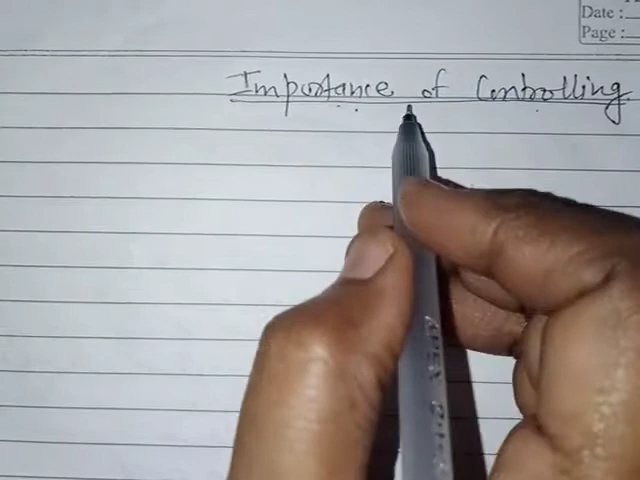 Date :
Page :
Importance of Controlling